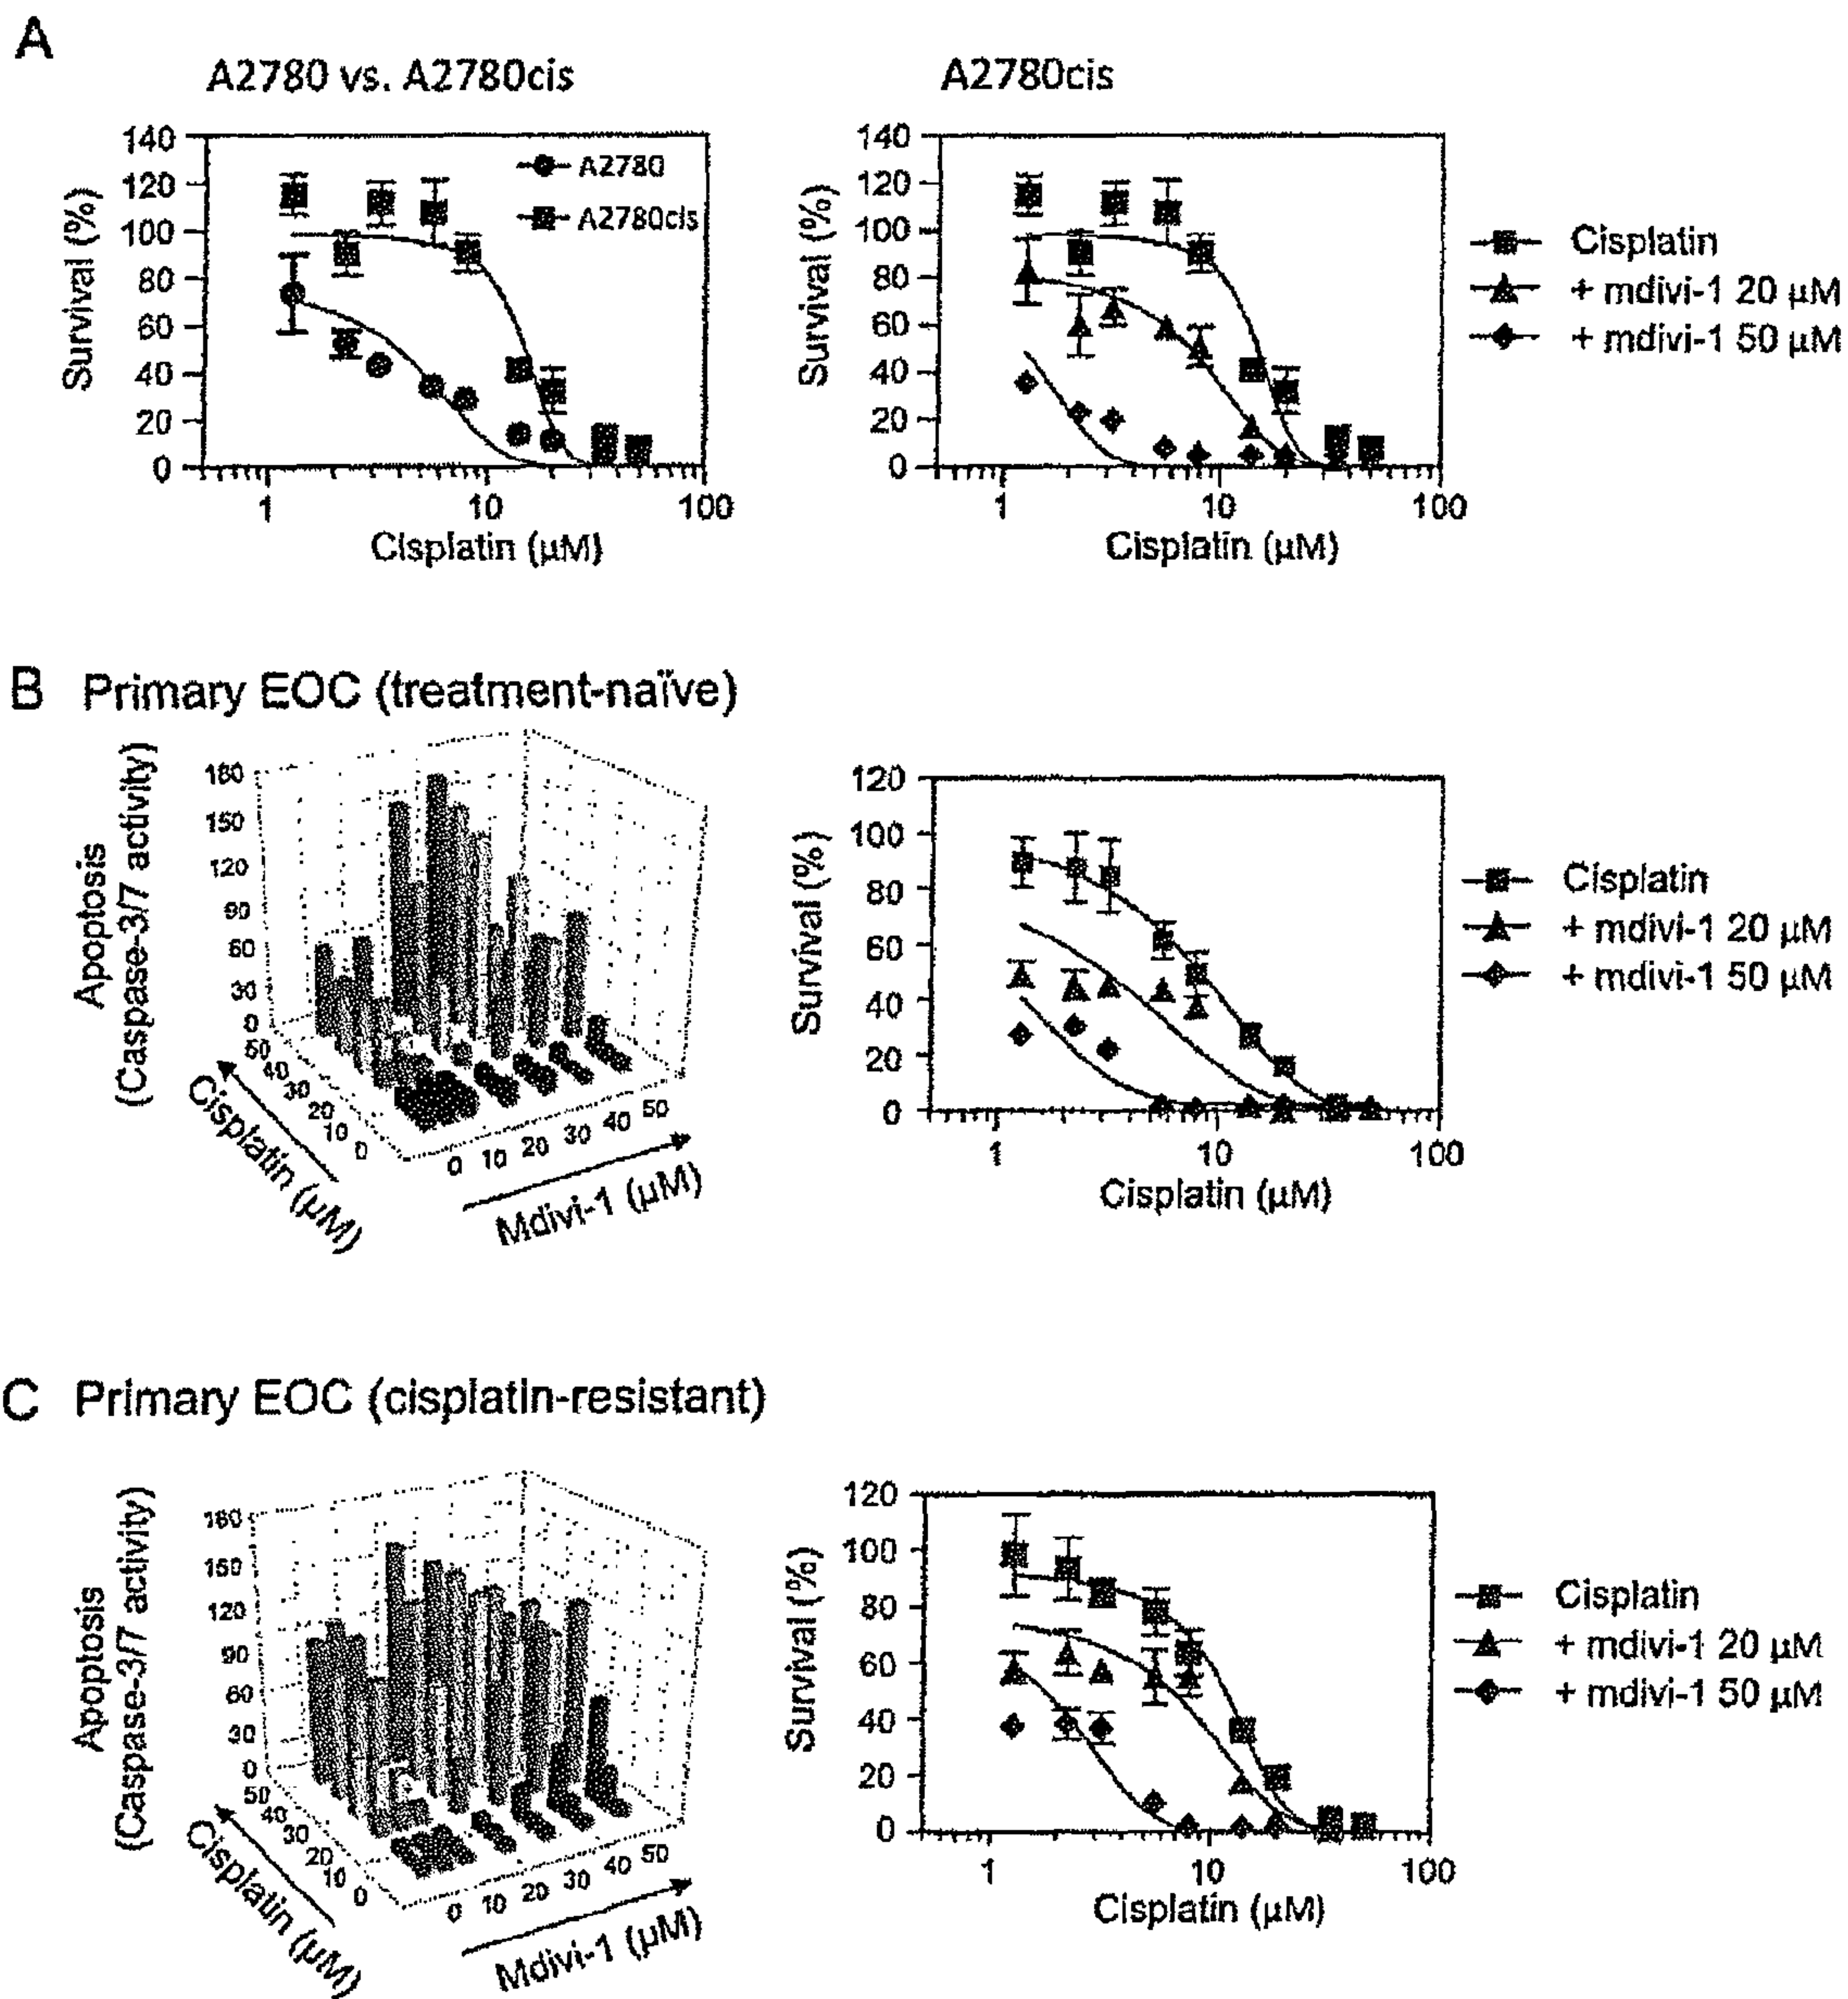 A
A2780 vs. A2780cis
140
120
100
80
60
40
20
0
Survival (%)
A2780
A2780cis
1
10
100
Cisplatin (µM)
A2780cis
140
120
100
80
60
40
20
0
Survival (%)
1
10
100
Cisplatin (µM)
Cisplatin
+ mdivi-1 20 µM
+ mdivi-1 50 µM
B Primary EOC (treatment-naïve)
Apoptosis
(Caspase-3/7 activity)
180
150
120
90
60
30
0
50
40
30
20
10
0
Cisplatin (µM)
0
10
20
30
40
50
Mdivi-1 (µM)
120
100
80
60
40
20
0
Survival (%)
1
10
100
Cisplatin (µM)
Cisplatin
+ mdivi-1 20 µM
+ mdivi-1 50 µM
C Primary EOC (cisplatin-resistant)
Apoptosis
(Caspase-3/7 activity)
180
150
120
90
60
30
0
50
40
30
20
10
0
Cisplatin (µM)
0
10
20
30
40
50
Mdivi-1 (µM)
120
100
80
60
40
20
0
Survival (%)
1
10
100
Cisplatin (µM)
Cisplatin
+ mdivi-1 20 µM
+ mdivi-1 50 µM